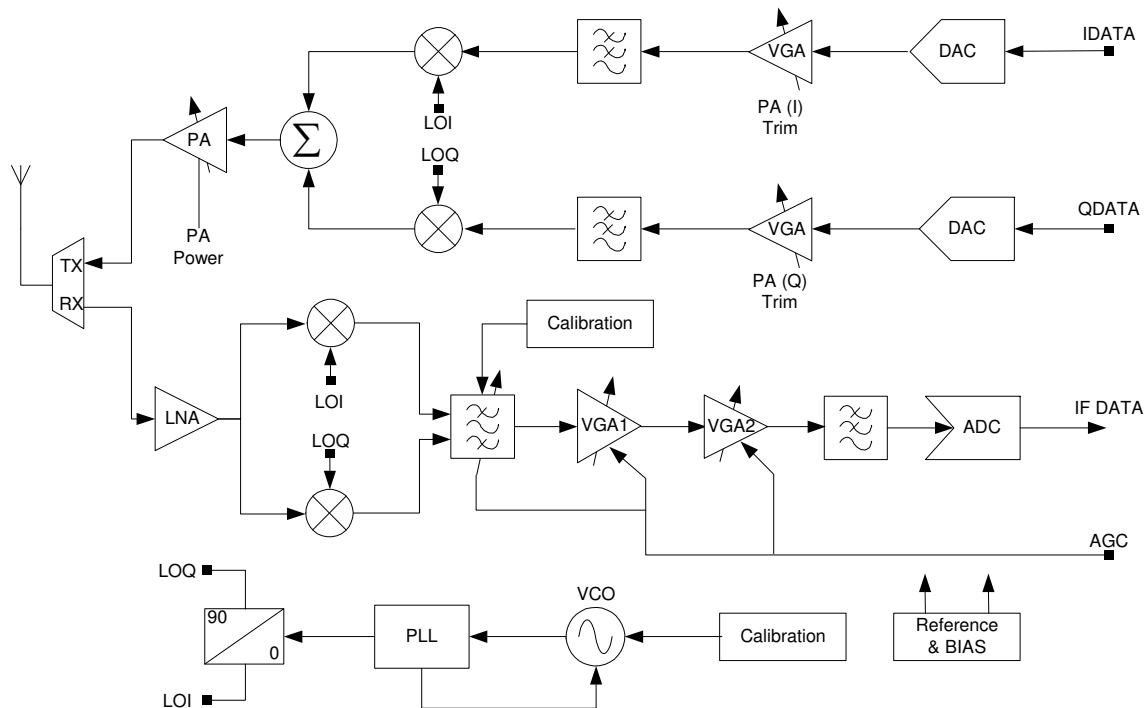 IDATA
DAC
VGA
PA (I)
Trim
LOI
PA
Σ
LOQ
PA
Power
QDATA
DAC
VGA
PA (Q)
Trim
TX
RX
Calibration
LOI
LNA
VGA1
VGA2
ADC
IF DATA
LOQ
AGC
LOQ
90
0
LOI
PLL
VCO
Calibration
Reference
& BIAS